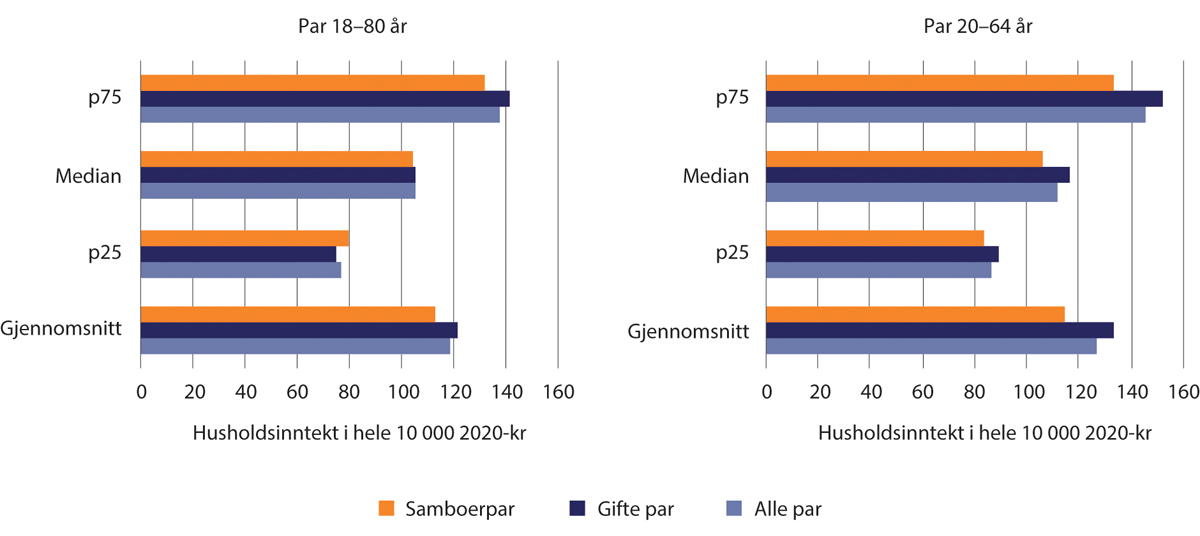 Par 18–80 år
p75
Median
p25
Gjennomsnitt
0 20 40 60 80 100 120 140 160
Husholdsinntekt i hele 10 000 2020-kr
Par 20–64 år
p75
Median
p25
Gjennomsnitt
0 20 40 60 80 100 120 140 160
Husholdsinntekt i hele 10 000 2020-kr
Samboerpar Gifte par Alle par